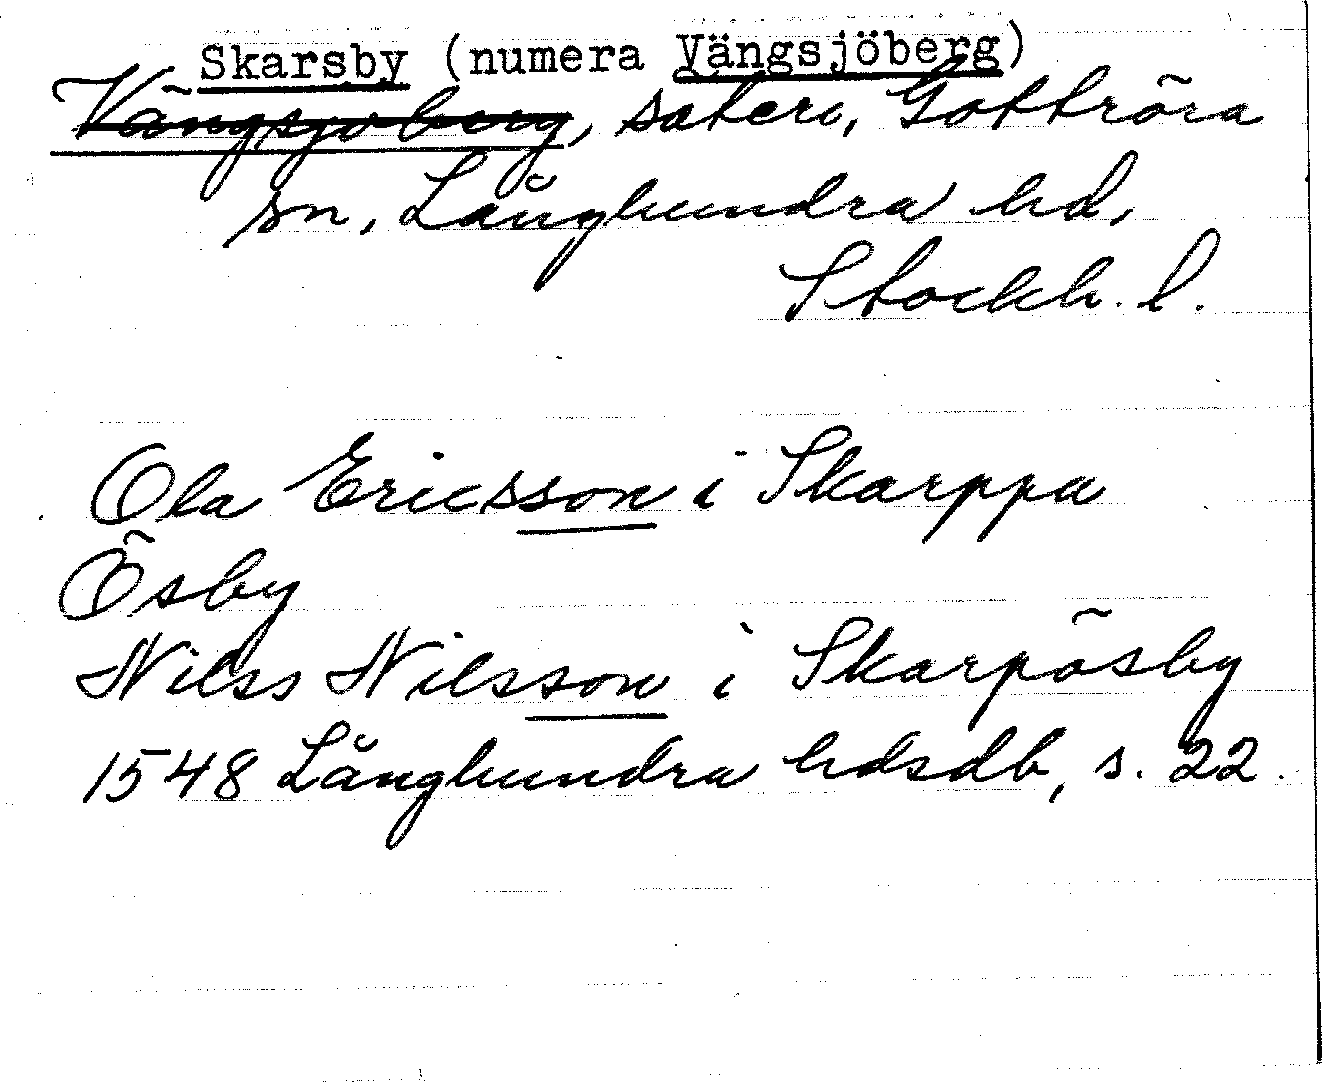 Skarsby (numera Vängsjöberg)
Vängsjöberg, säteri, Gottröra
sn, Långhundra hd,
Stockh. l.
Ola Ericsson i Skarppa
Ösby
Nilss Nilsson i Skarpösby
1548 Långhundra hdsdb, s. 22.